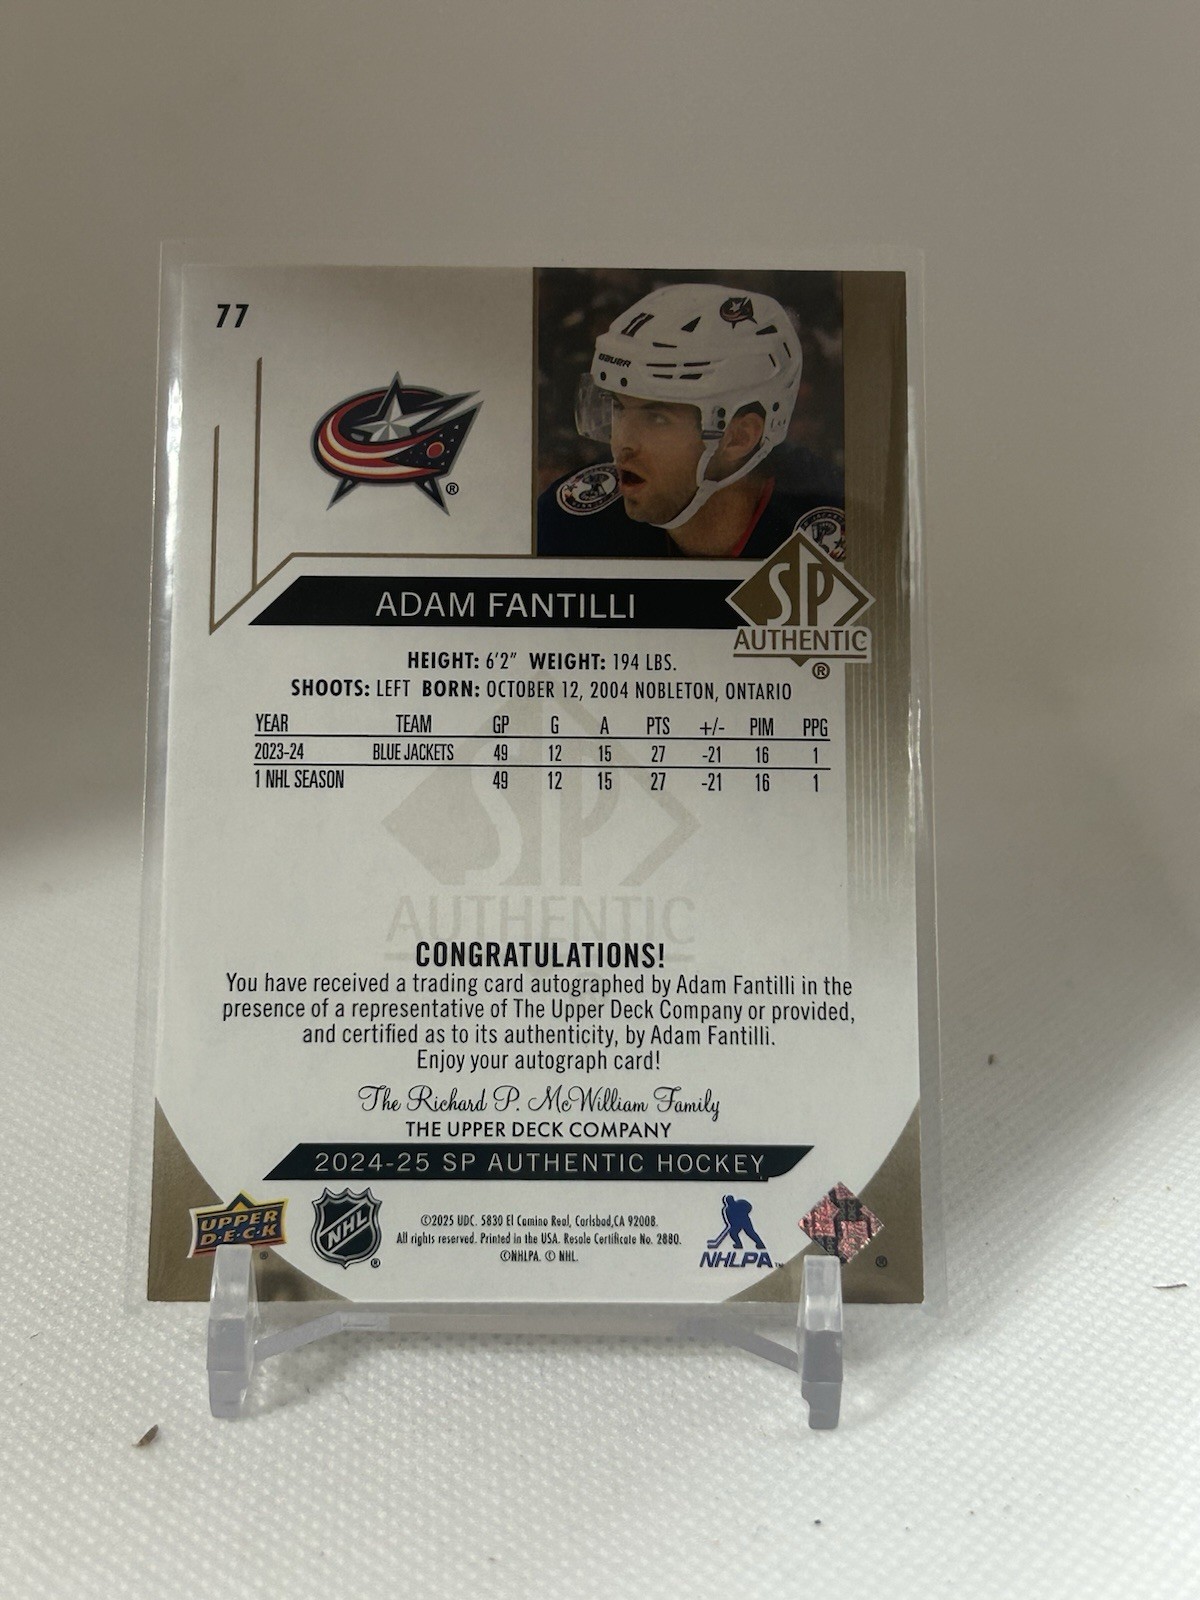 77
BAUER
®
ADAM FANTILLI
SP
AUTHENTIC
®
HEIGHT: 6'2" WEIGHT: 194 LBS.
SHOOTS: LEFT BORN: OCTOBER 12, 2004 NOBLETON, ONTARIO
YEAR TEAM GP G A PTS +/- PIM PPG
2023-24 BLUE JACKETS 49 12 15 27 -21 16 1
1 NHL SEASON 49 12 15 27 -21 16 1
SP
AUTHENTIC
CONGRATULATIONS!
You have received a trading card autographed by Adam Fantilli in the
presence of a representative of The Upper Deck Company or provided,
and certified as to its authenticity, by Adam Fantilli.
Enjoy your autograph card!
The Richard P. McWilliam Family
THE UPPER DECK COMPANY
2024-25 SP AUTHENTIC HOCKEY
UPPER
D·E·C·K
®
NHL
®
©2025 UDC. 5830 El Camino Real, Carlsbad,CA 92008.
All rights reserved. Printed in the USA. Resale Certificate No. 2880.
©NHLPA. © NHL.
NHLPA™
®